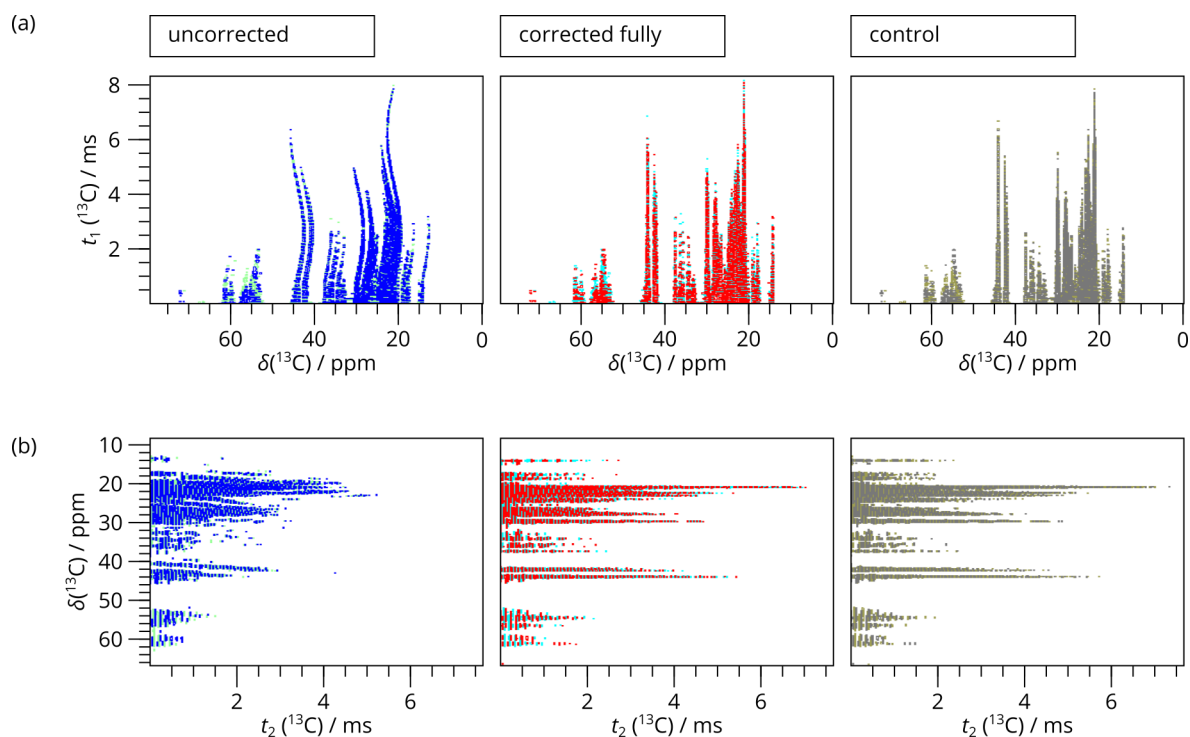 (a)
uncorrected
corrected fully
control
8
6
4
2
t₁ (¹³C) / ms
60 40 20 0
60 40 20 0
60 40 20 0
δ(¹³C) / ppm
δ(¹³C) / ppm
δ(¹³C) / ppm
(b)
10
20
30
40
50
60
δ(¹³C) / ppm
2 4 6
2 4 6
2 4 6
t₂ (¹³C) / ms
t₂ (¹³C) / ms
t₂ (¹³C) / ms